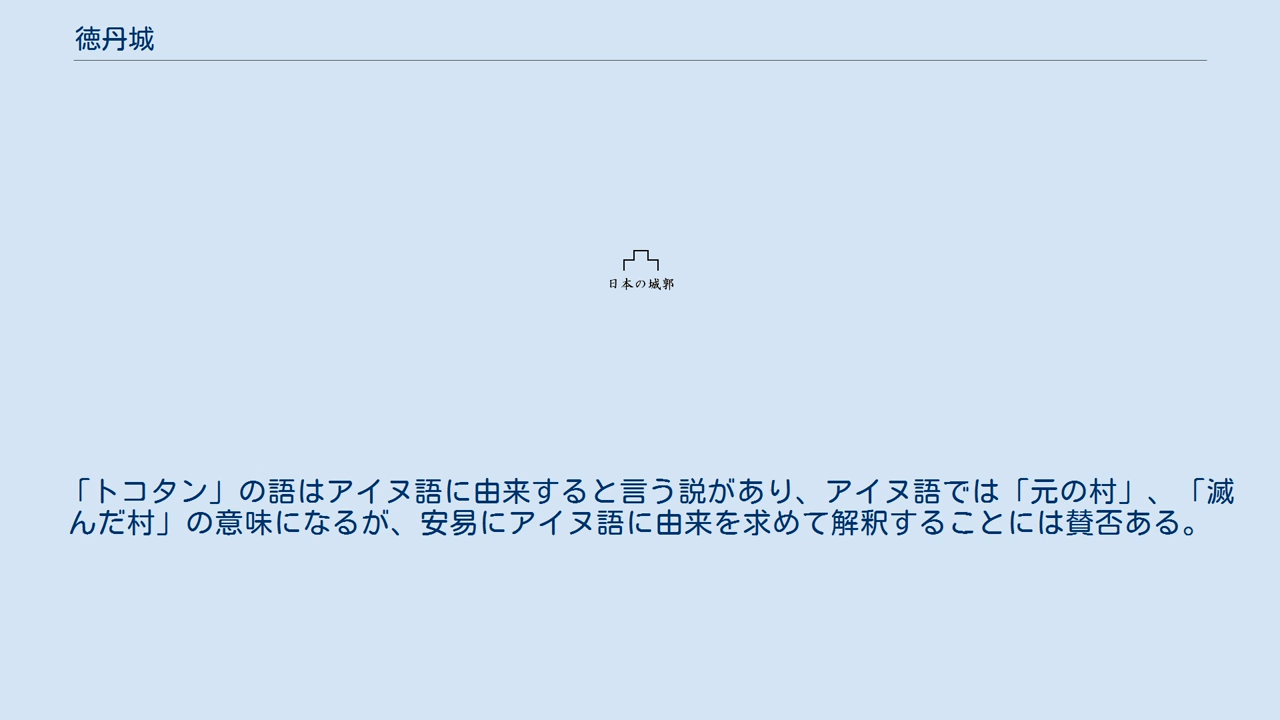 徳丹城
日本の城郭
「トコタン」の語はアイヌ語に由来すると言う説があり、アイヌ語では「元の村」、「滅
んだ村」の意味になるが、安易にアイヌ語に由来を求めて解釈することには賛否ある。